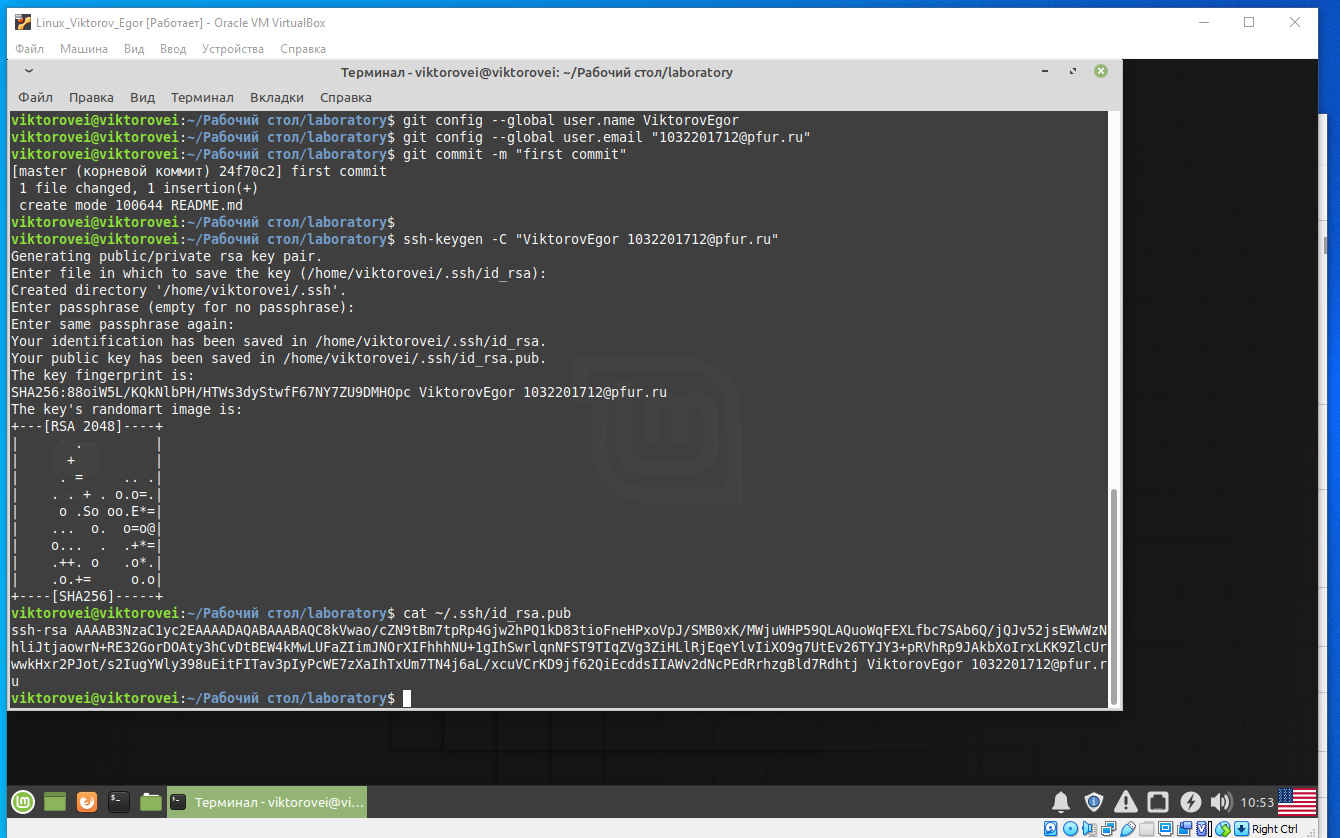 Linux_Viktorov_Egor [Работает] - Oracle VM VirtualBox
Файл Машина Вид Ввод Устройства Справка
Терминал - viktorovei@viktorovei: ~/Рабочий стол/laboratory
Файл Правка Вид Терминал Вкладки Справка
viktorovei@viktorovei:~/Рабочий стол/laboratory$ git config --global user.name ViktorovEgor
viktorovei@viktorovei:~/Рабочий стол/laboratory$ git config --global user.email "1032201712@pfur.ru"
viktorovei@viktorovei:~/Рабочий стол/laboratory$ git commit -m "first commit"
[master (корневой коммит) 24f70c2] first commit
 1 file changed, 1 insertion(+)
 create mode 100644 README.md
viktorovei@viktorovei:~/Рабочий стол/laboratory$
viktorovei@viktorovei:~/Рабочий стол/laboratory$ ssh-keygen -C "ViktorovEgor 1032201712@pfur.ru"
Generating public/private rsa key pair.
Enter file in which to save the key (/home/viktorovei/.ssh/id_rsa):
Created directory '/home/viktorovei/.ssh'.
Enter passphrase (empty for no passphrase):
Enter same passphrase again:
Your identification has been saved in /home/viktorovei/.ssh/id_rsa.
Your public key has been saved in /home/viktorovei/.ssh/id_rsa.pub.
The key fingerprint is:
SHA256:88oiW5L/KQkNlbPH/HTWs3dyStwfF67NY7ZU9DMHOpc ViktorovEgor 1032201712@pfur.ru
The key's randomart image is:
+---[RSA 2048]----+
|       .         |
|      +          |
|     . =     .. .|
|    . . + . o.o=.|
|     o .So oo.E*=|
|    ...  o.  o=o@|
|    o...  .  .+*=|
|    .++. o   .o*.|
|    .o.+=     o.o|
+----[SHA256]-----+
viktorovei@viktorovei:~/Рабочий стол/laboratory$ cat ~/.ssh/id_rsa.pub
ssh-rsa AAAAB3NzaC1yc2EAAAADAQABAAABAQC8kVwao/cZN9tBm7tpRp4Gjw2hPQ1kD83tioFneHPxoVpJ/SMB0xK/MWjuWHP59QLAQuoWqFEXLfbc7SAb6Q/jQJv52jsEWwWzN
hliJtjaowrN+RE32GorDOAty3hCvDtBEW4kMwLUFaZIimJNOrXIFhhhNU+1gIhSwrlqnNFST9TIqZVg3ZiHLlRjEqeYlvIiXO9g7UtEv26TYJY3+pRVhRp9JAkbXoIrxLKK9ZlcUr
wwkHxr2PJot/s2IugYWly398uEitFITav3pIyPcWE7zXaIhTxUm7TN4j6aL/xcuVCrKD9jf62QiEcddsIIAWv2dNcPEdRrhzgBld7Rdhtj ViktorovEgor 1032201712@pfur.r
u
viktorovei@viktorovei:~/Рабочий стол/laboratory$
Терминал - viktorovei@vi...
10:53
Right Ctrl